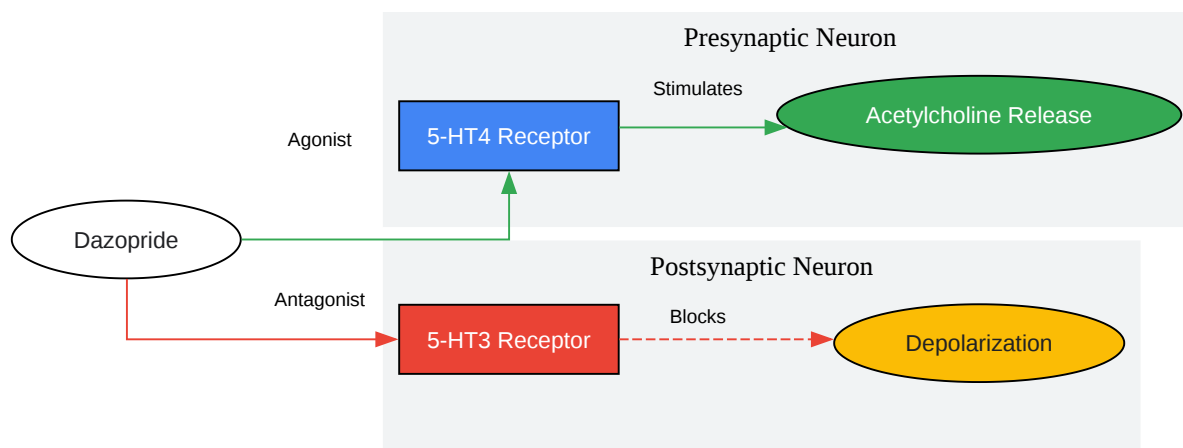 Presynaptic Neuron
Stimulates
Acetylcholine Release
5-HT4 Receptor
Agonist
Dazopride
Postsynaptic Neuron
Antagonist
Blocks
5-HT3 Receptor
Depolarization